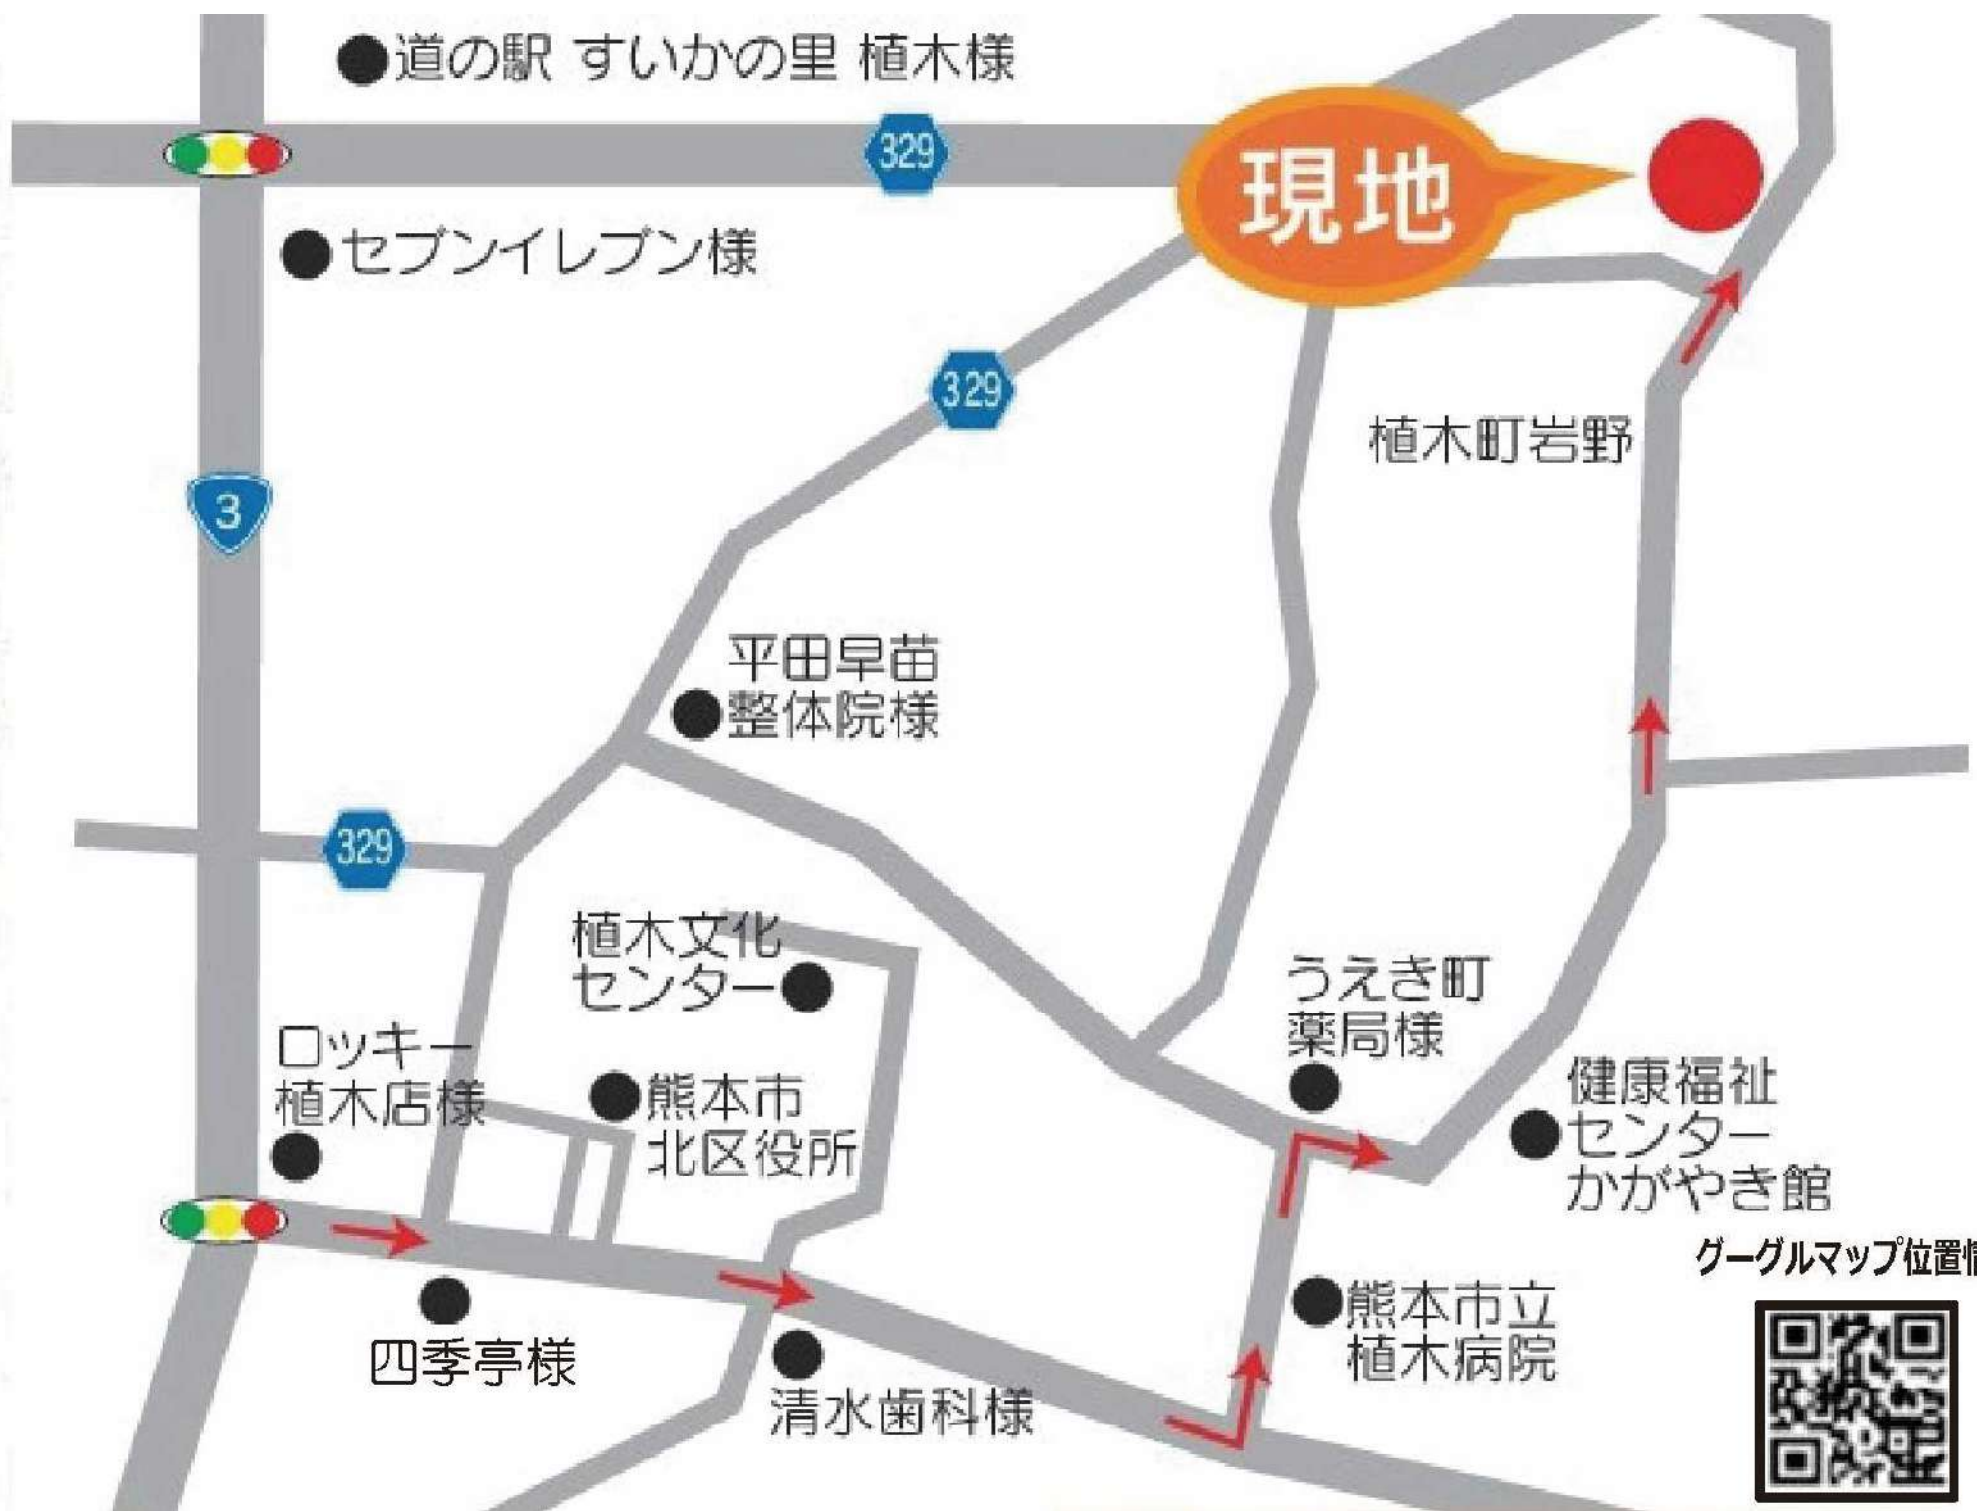 道の駅 すいかの里 植木様
329
現地
セブンイレブン様
329
植木町岩野
3
平田早苗
整体院様
329
植木文化
センター
うえき町
薬局様
ロッキー
植木店様
熊本市
北区役所
健康福祉
センター
かがやき館
グーグルマップ位置情
熊本市立
植木病院
四季亭様
清水歯科様